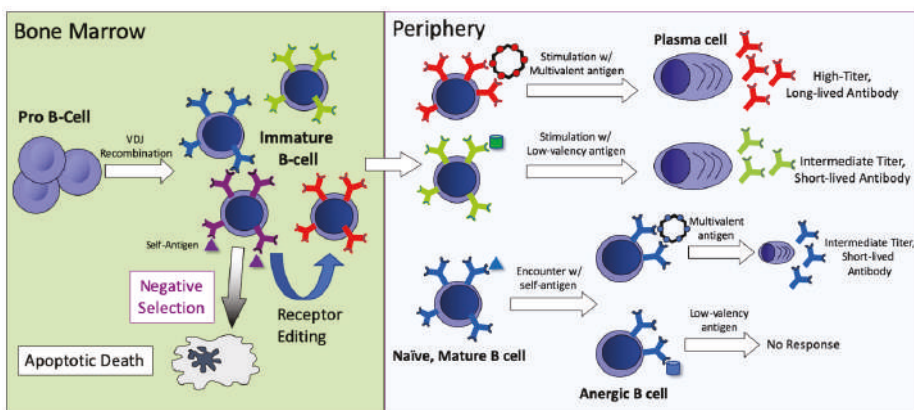 Bone Marrow
Pro B-Cell
VDJ
Recombination
Immature
B-cell
Self-Antigen
Negative
Selection
Receptor
Editing
Apoptotic Death
Periphery
Stimulation w/
Multivalent antigen
Plasma cell
High-Titer,
Long-lived Antibody
Stimulation w/
Low-valency antigen
Intermediate Titer,
Short-lived Antibody
Naïve, Mature B cell
Encounter w/
self-antigen
Multivalent
antigen
Intermediate Titer,
Short-lived
Antibody
Anergic B cell
Low-valency
antigen
No Response